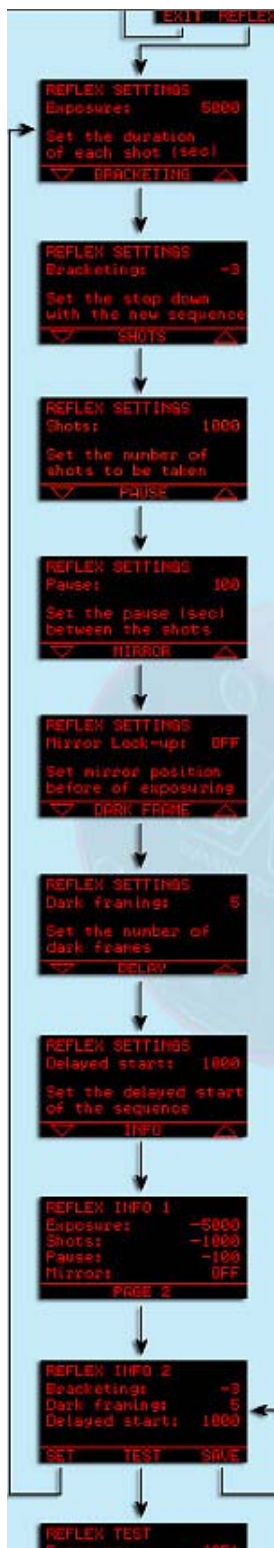 EXIT REFLEX
REFLEX SETTINGS
Exposure: 5000
Set the duration
of each shot (sec)
BRACKETING
REFLEX SETTINGS
Bracketing: -3
Set the stop down
with the new sequence
SHOTS
REFLEX SETTINGS
Shots: 1000
Set the number of
shots to be taken
PAUSE
REFLEX SETTINGS
Pause: 100
Set the pause (sec)
between the shots
MIRROR
REFLEX SETTINGS
Mirror Lock-up: OFF
Set mirror position
before of exposuring
DARK FRAME
REFLEX SETTINGS
Dark framing: 5
Set the number of
dark frames
DELAY
REFLEX SETTINGS
Delayed start: 1000
Set the delayed start
of the sequence
INFO
REFLEX INFO 1
Exposure: -5000
Shots: -1000
Pause: -100
Mirror: OFF
PAGE 2
REFLEX INFO 2
Bracketing: -3
Dark framing: 5
Delayed start: 1000
SET TEST SAVE
REFLEX TEST